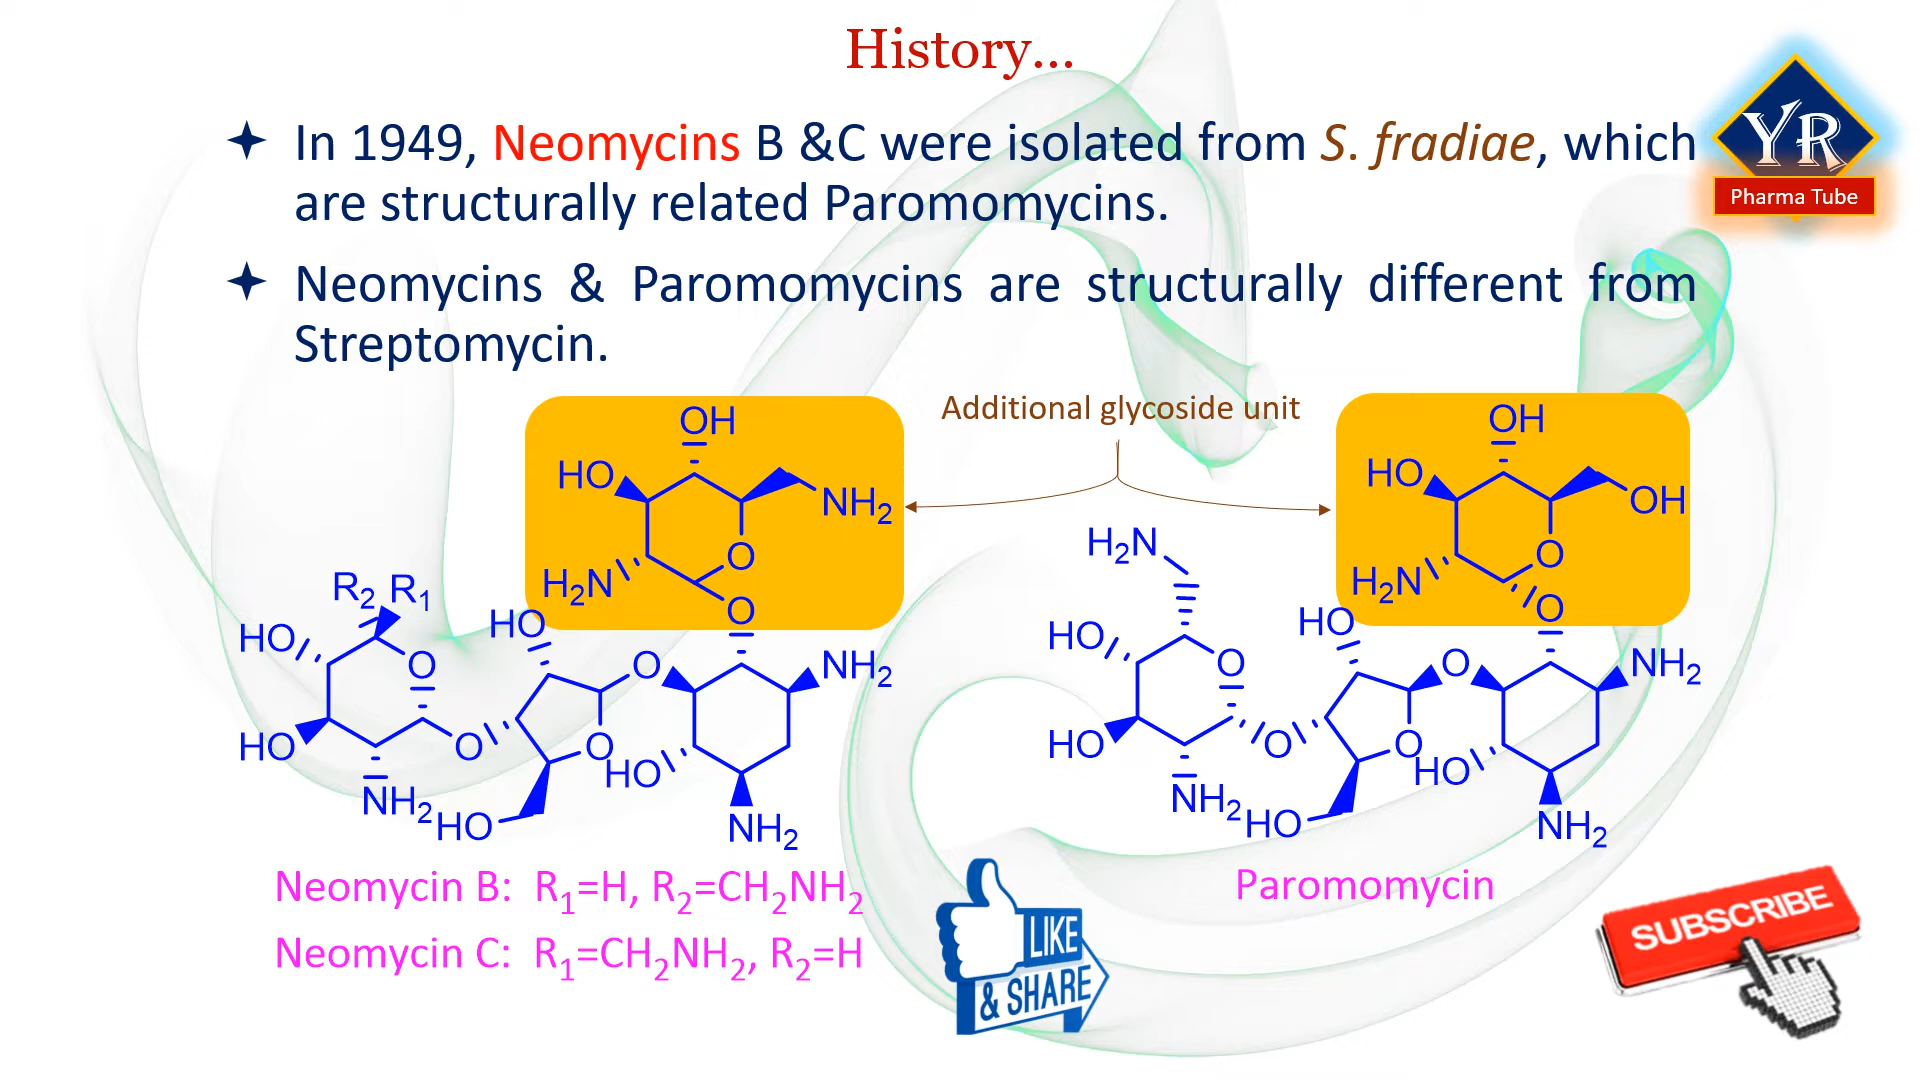 History...
✦ In 1949, Neomycins B &C were isolated from S. fradiae, which
are structurally related Paromomycins.
✦ Neomycins & Paromomycins are structurally different from
Streptomycin.
YR
Pharma Tube
Additional glycoside unit
OH
HO
NH₂
O
H₂N
O
R₂ R₁
HO
O
HO
O
NH₂
HO
O
O
HO
NH₂
HO
NH₂
OH
HO
OH
O
H₂N
O
H₂N
HO
O
HO
O
NH₂
HO
O
O
HO
NH₂
HO
NH₂
Neomycin B: R₁=H, R₂=CH₂NH₂
Neomycin C: R₁=CH₂NH₂, R₂=H
Paromomycin
LIKE
& SHARE
SUBSCRIBE